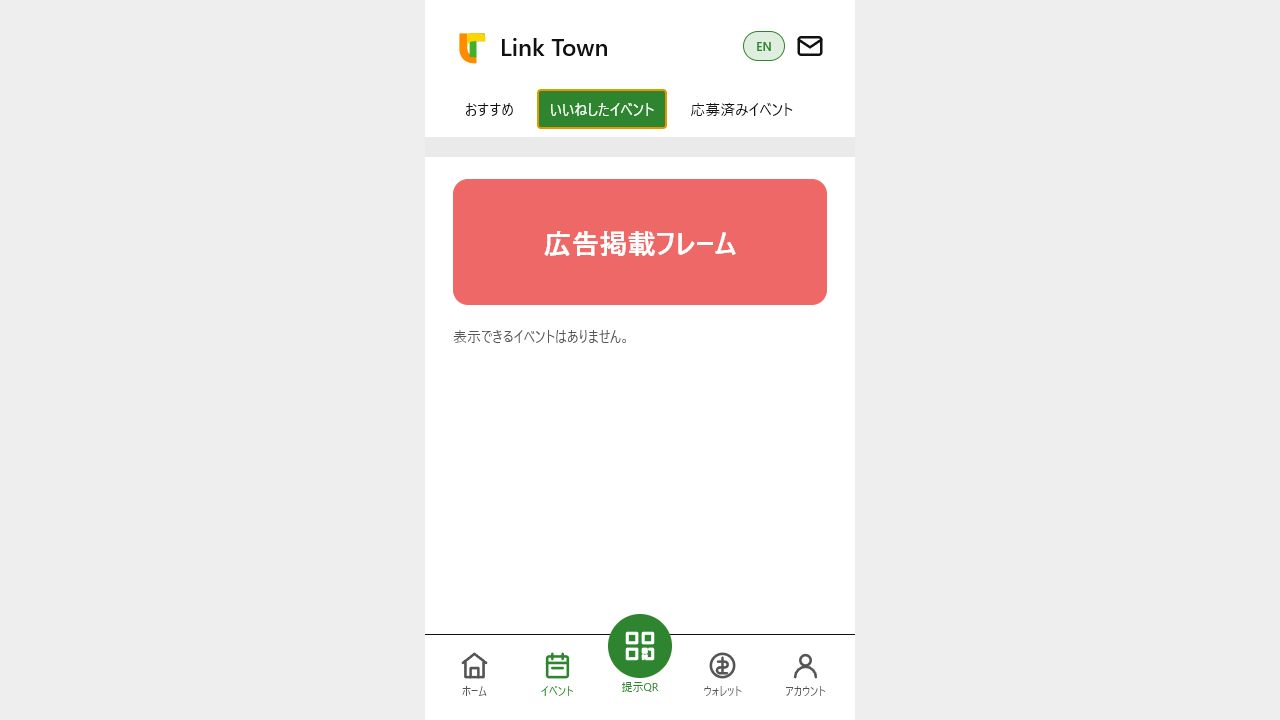 Link Town
EN
おすすめ
いいねしたイベント
応募済みイベント
広告掲載フレーム
表示できるイベントはありません。
ホーム
イベント
提示QR
ウォレット
アカウント